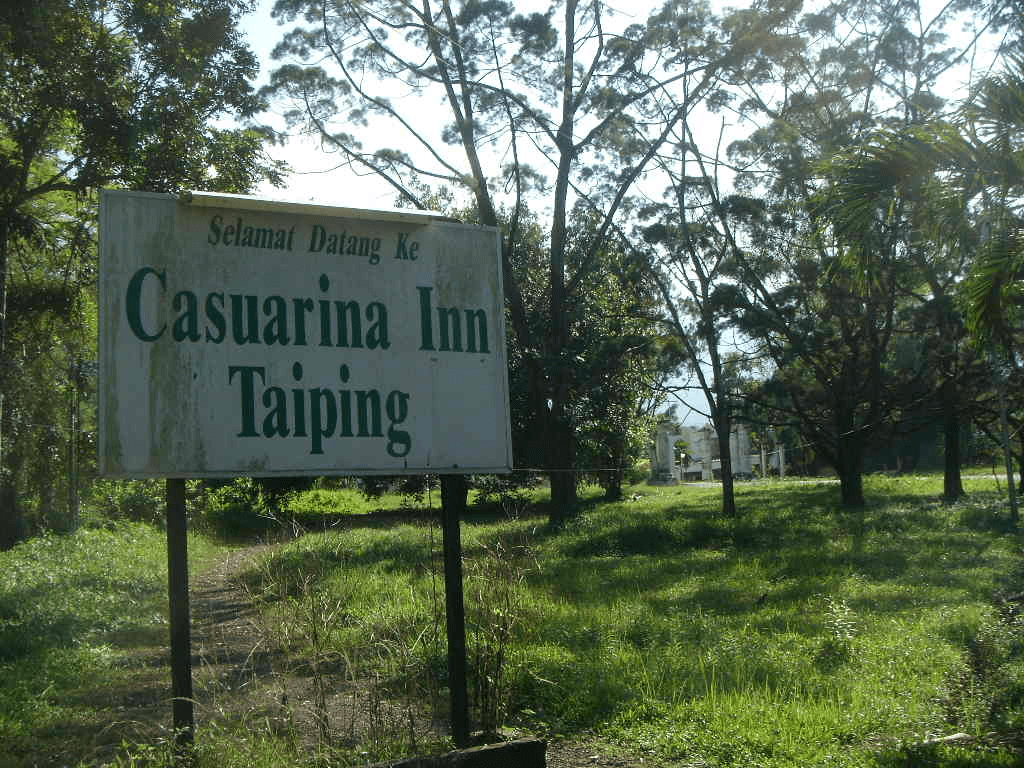 Selamat Datang Ke
Casuarina Inn
Taiping